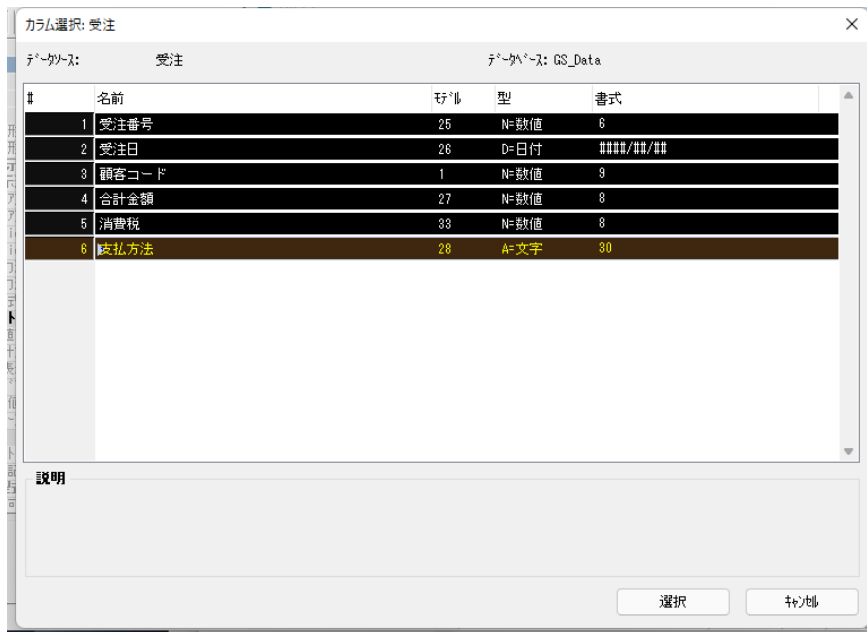 カラム選択: 受注
ﾃﾞｰﾀｿｰｽ: 受注 ﾃﾞｰﾀﾍﾞｰｽ: GS_Data
# 名前 ﾓﾃﾞﾙ 型 書式
1 受注番号 25 N=数値 6
2 受注日 26 D=日付 ####/##/##
3 顧客コード 1 N=数値 9
4 合計金額 27 N=数値 8
5 消費税 33 N=数値 8
6 支払方法 28 A=文字 30
説明
選択 ｷｬﾝｾﾙ